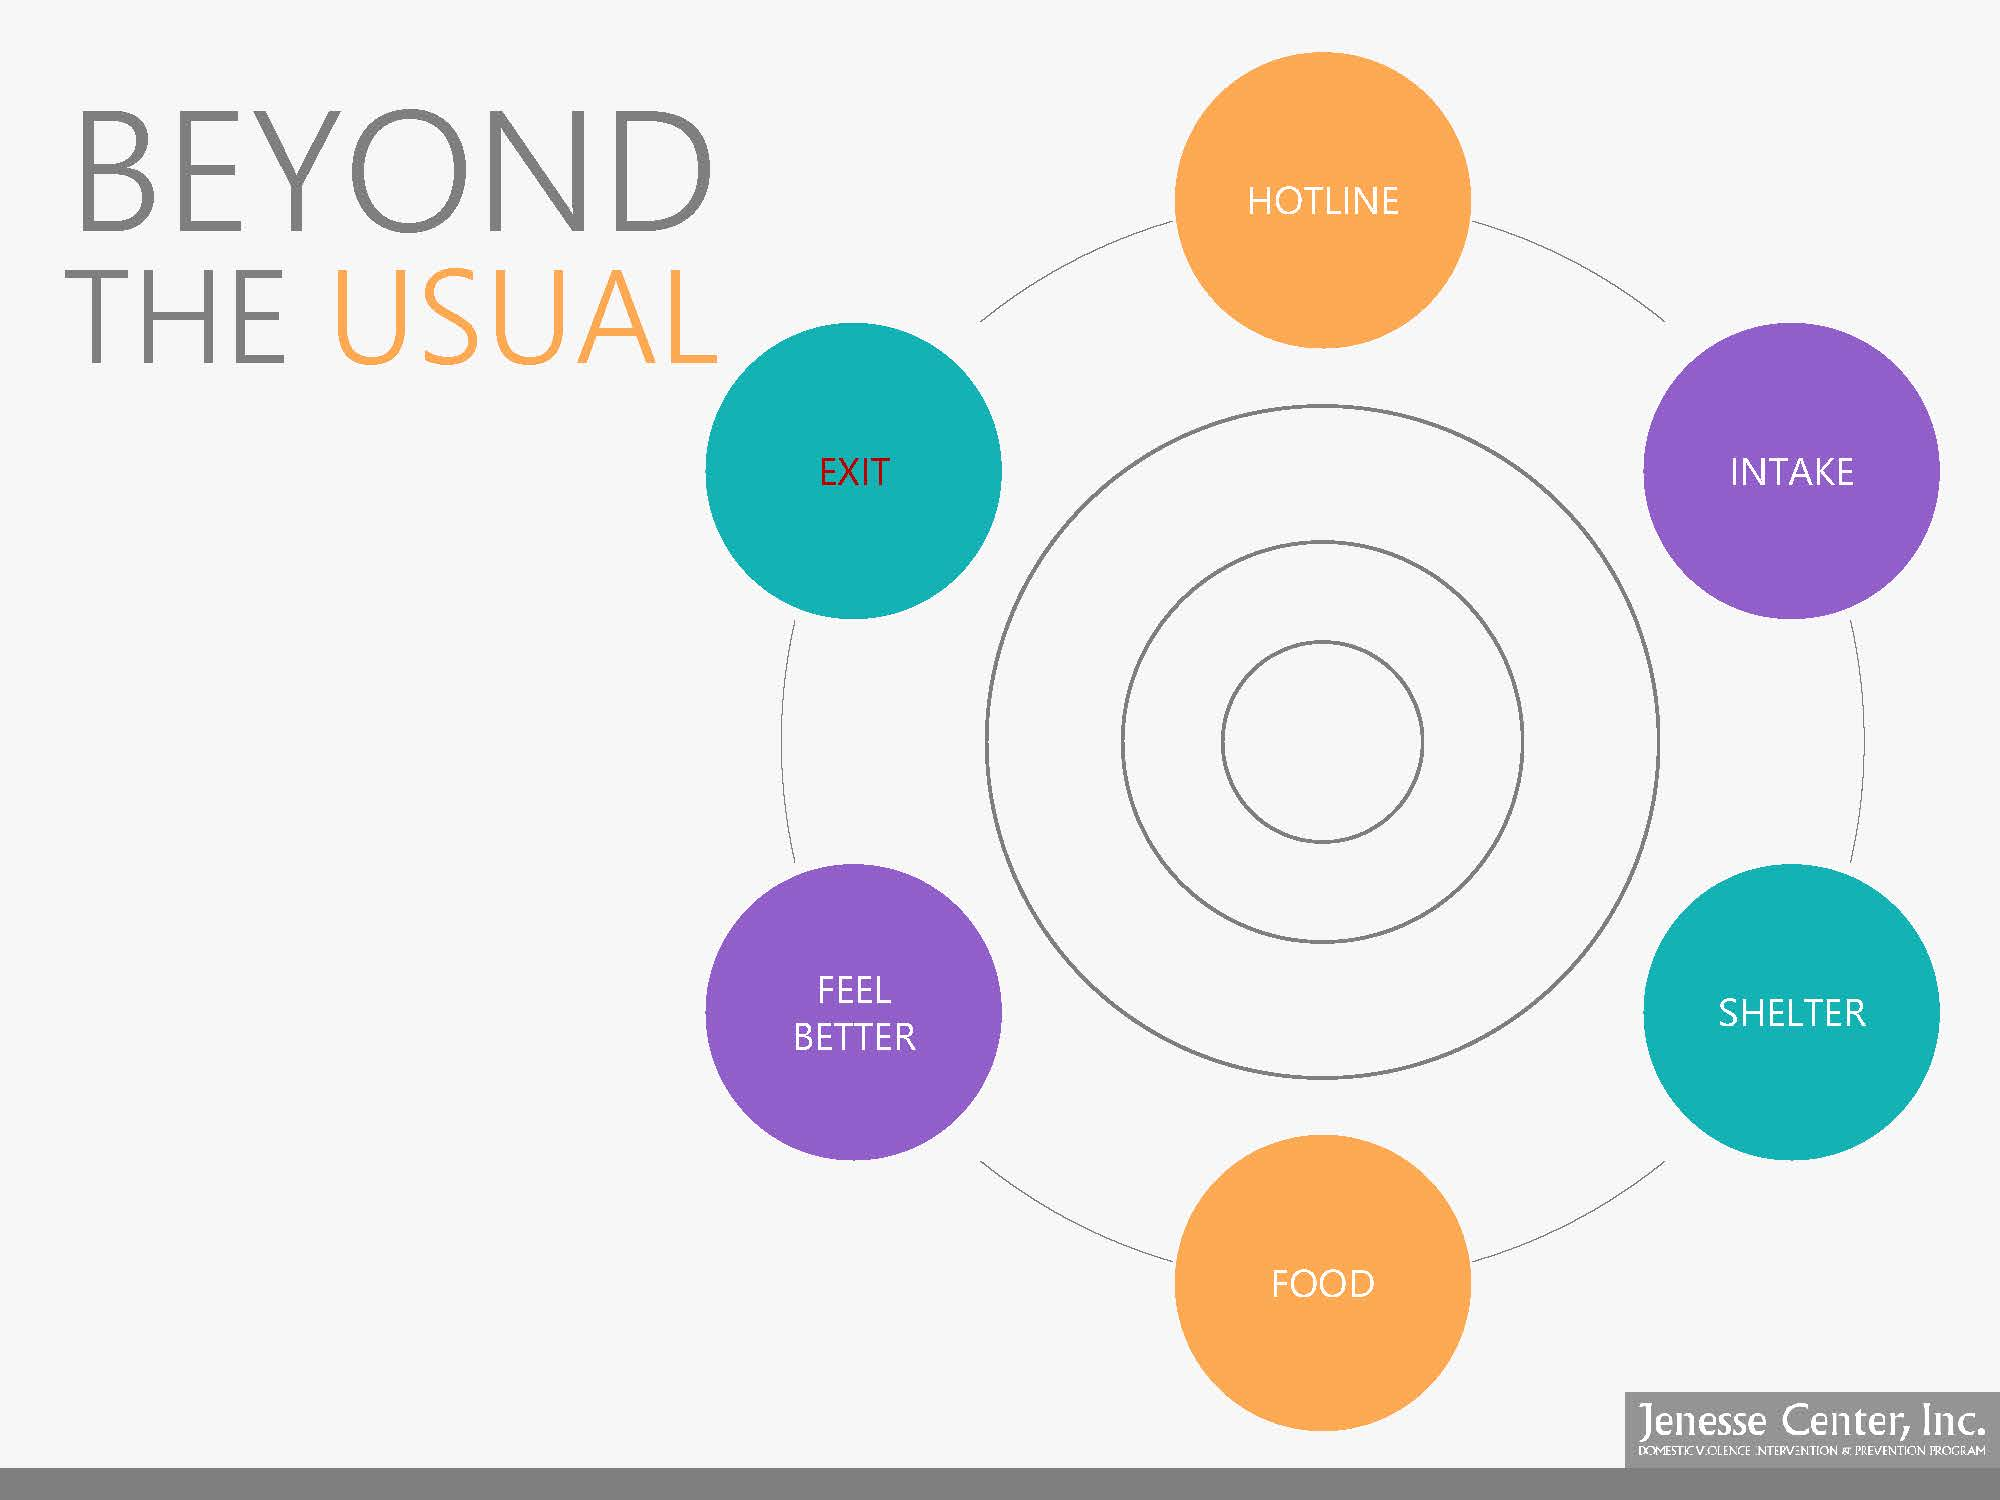 BEYOND
THE USUAL
HOTLINE
INTAKE
SHELTER
FOOD
FEEL
BETTER
EXIT
Jenesse Center, Inc.
DOMESTIC VIOLENCE INTERVENTION & PREVENTION PROGRAM